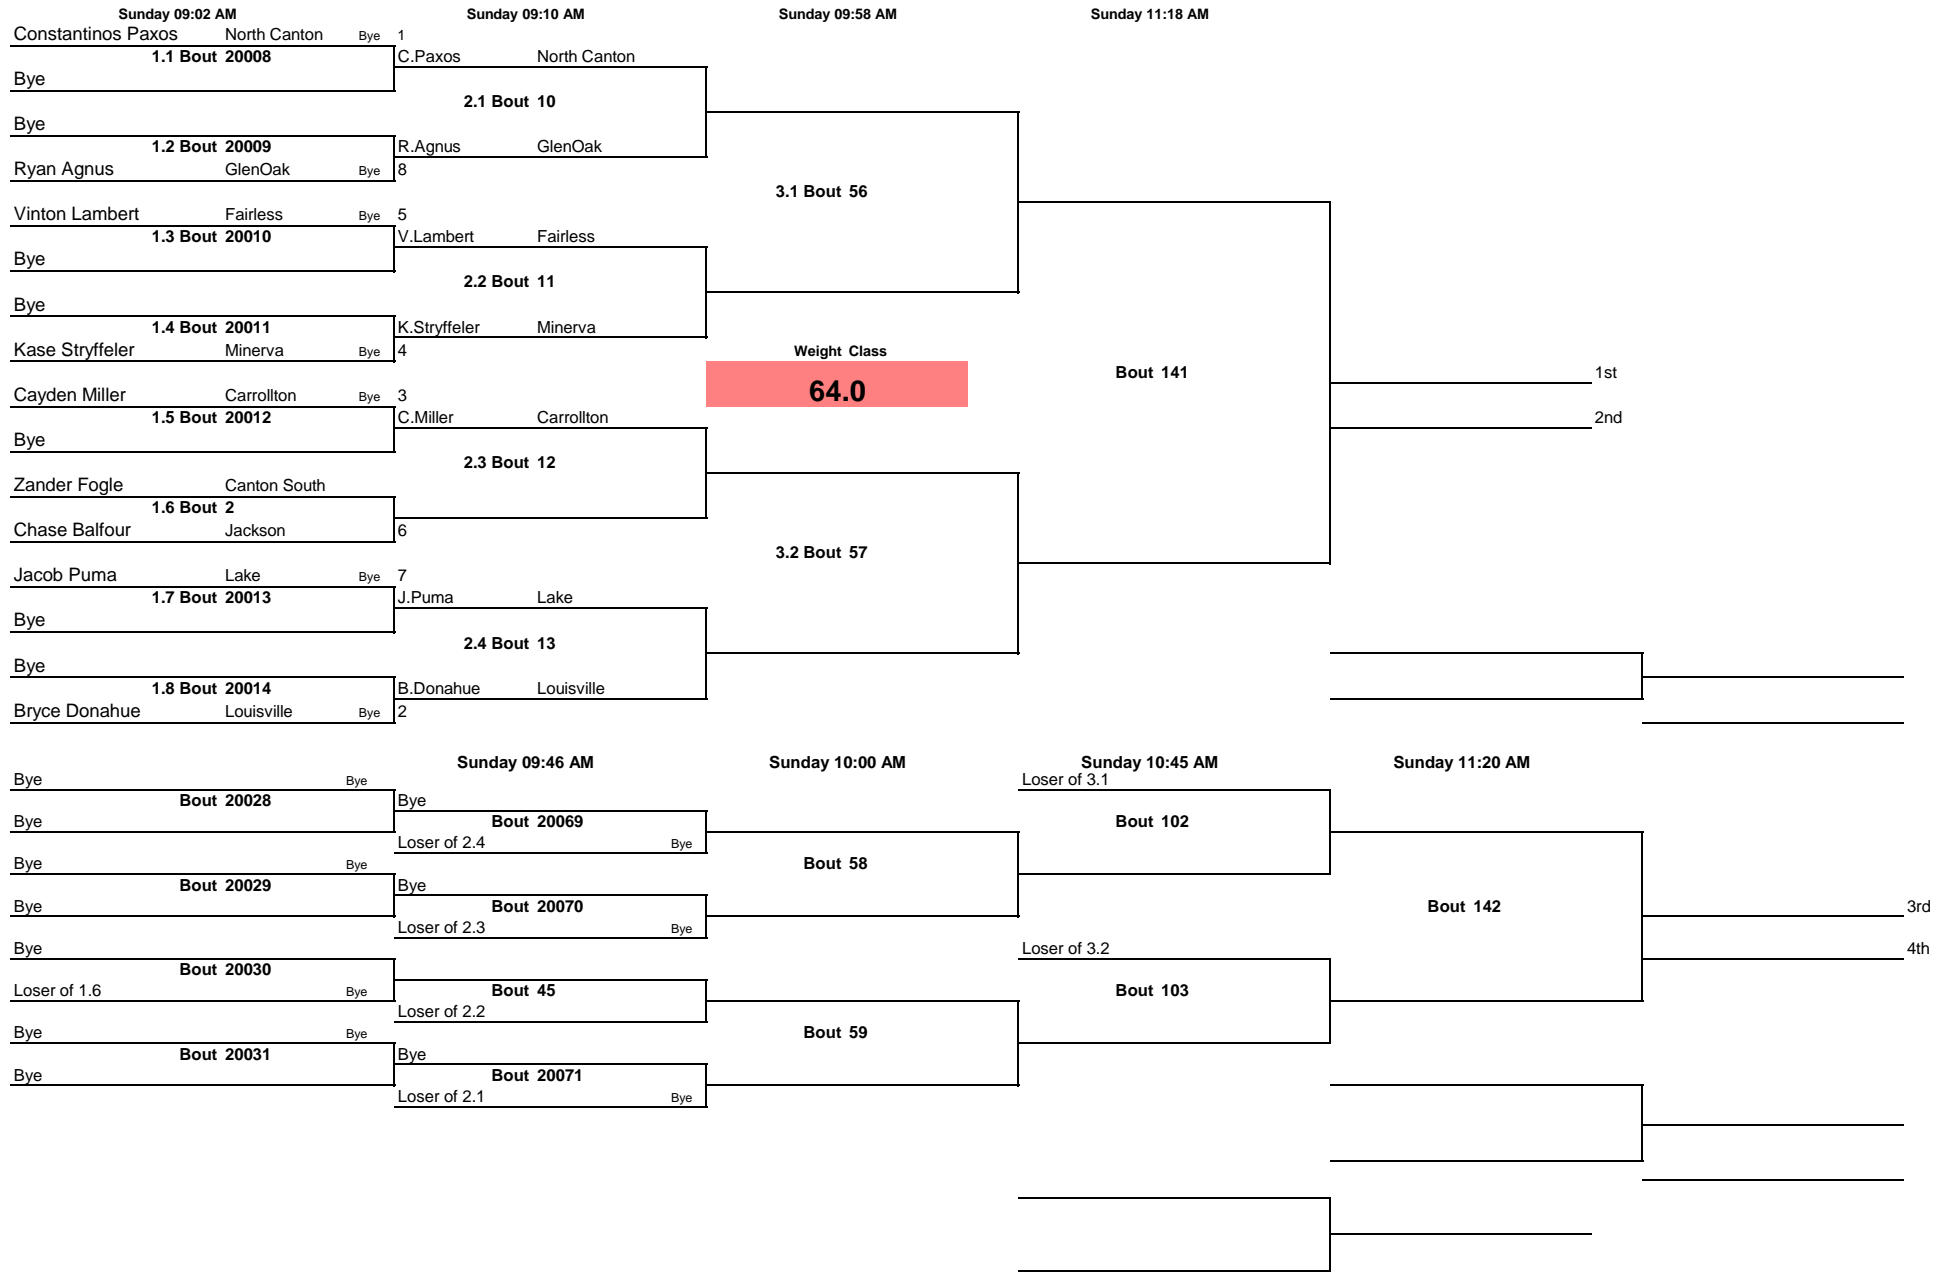 Sunday 09:02 AM Sunday 09:10 AM Sunday 09:58 AM Sunday 11:18 AM
Constantinos Paxos North Canton Bye 1
1.1 Bout 20008 C.Paxos North Canton
Bye
2.1 Bout 10
Bye
1.2 Bout 20009 R.Agnus GlenOak
Ryan Agnus GlenOak Bye 8
3.1 Bout 56
Vinton Lambert Fairless Bye 5
1.3 Bout 20010 V.Lambert Fairless
Bye
2.2 Bout 11
Bye
1.4 Bout 20011 K.Stryffeler Minerva
Kase Stryffeler Minerva Bye 4 Weight Class
Bout 141 1st
Cayden Miller Carrollton Bye 3 64.0
1.5 Bout 20012 C.Miller Carrollton 2nd
Bye
2.3 Bout 12
Zander Fogle Canton South
1.6 Bout 2
Chase Balfour Jackson 6
3.2 Bout 57
Jacob Puma Lake Bye 7
1.7 Bout 20013 J.Puma Lake
Bye
2.4 Bout 13
Bye
1.8 Bout 20014 B.Donahue Louisville
Bryce Donahue Louisville Bye 2
Sunday 09:46 AM Sunday 10:00 AM Sunday 10:45 AM Sunday 11:20 AM
Bye Bye Loser of 3.1
Bout 20028 Bye
Bye Bout 20069 Bout 102
Loser of 2.4 Bye
Bye Bye Bout 58
Bout 20029 Bye
Bye Bout 20070 Bout 142 3rd
Loser of 2.3 Bye
Bye Loser of 3.2 4th
Bout 20030
Loser of 1.6 Bye Bout 45 Bout 103
Loser of 2.2
Bye Bye Bout 59
Bout 20031 Bye
Bye Bout 20071
Loser of 2.1 Bye